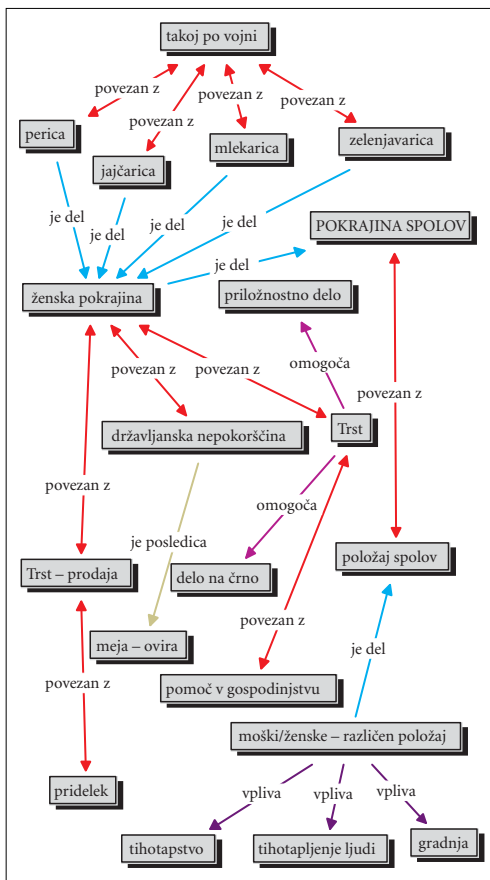 takoj po vojni
povezan z
povezan z
povezan z
povezan z
perica
jajčarica
mlekarica
zelenjavarica
je del
je del
je del
je del
POKRAJINA SPOLOV
je del
ženska pokrajina
priložnostno delo
omogoča
povezan z
povezan z
povezan z
državljanska nepokorščina
Trst
povezan z
omogoča
je posledica
Trst – prodaja
delo na črno
položaj spolov
meja – ovira
povezan z
je del
povezan z
pomoč v gospodinjstvu
moški/ženske – različen položaj
pridelek
vpliva
vpliva
vpliva
tihotapstvo
tihotapljenje ljudi
gradnja